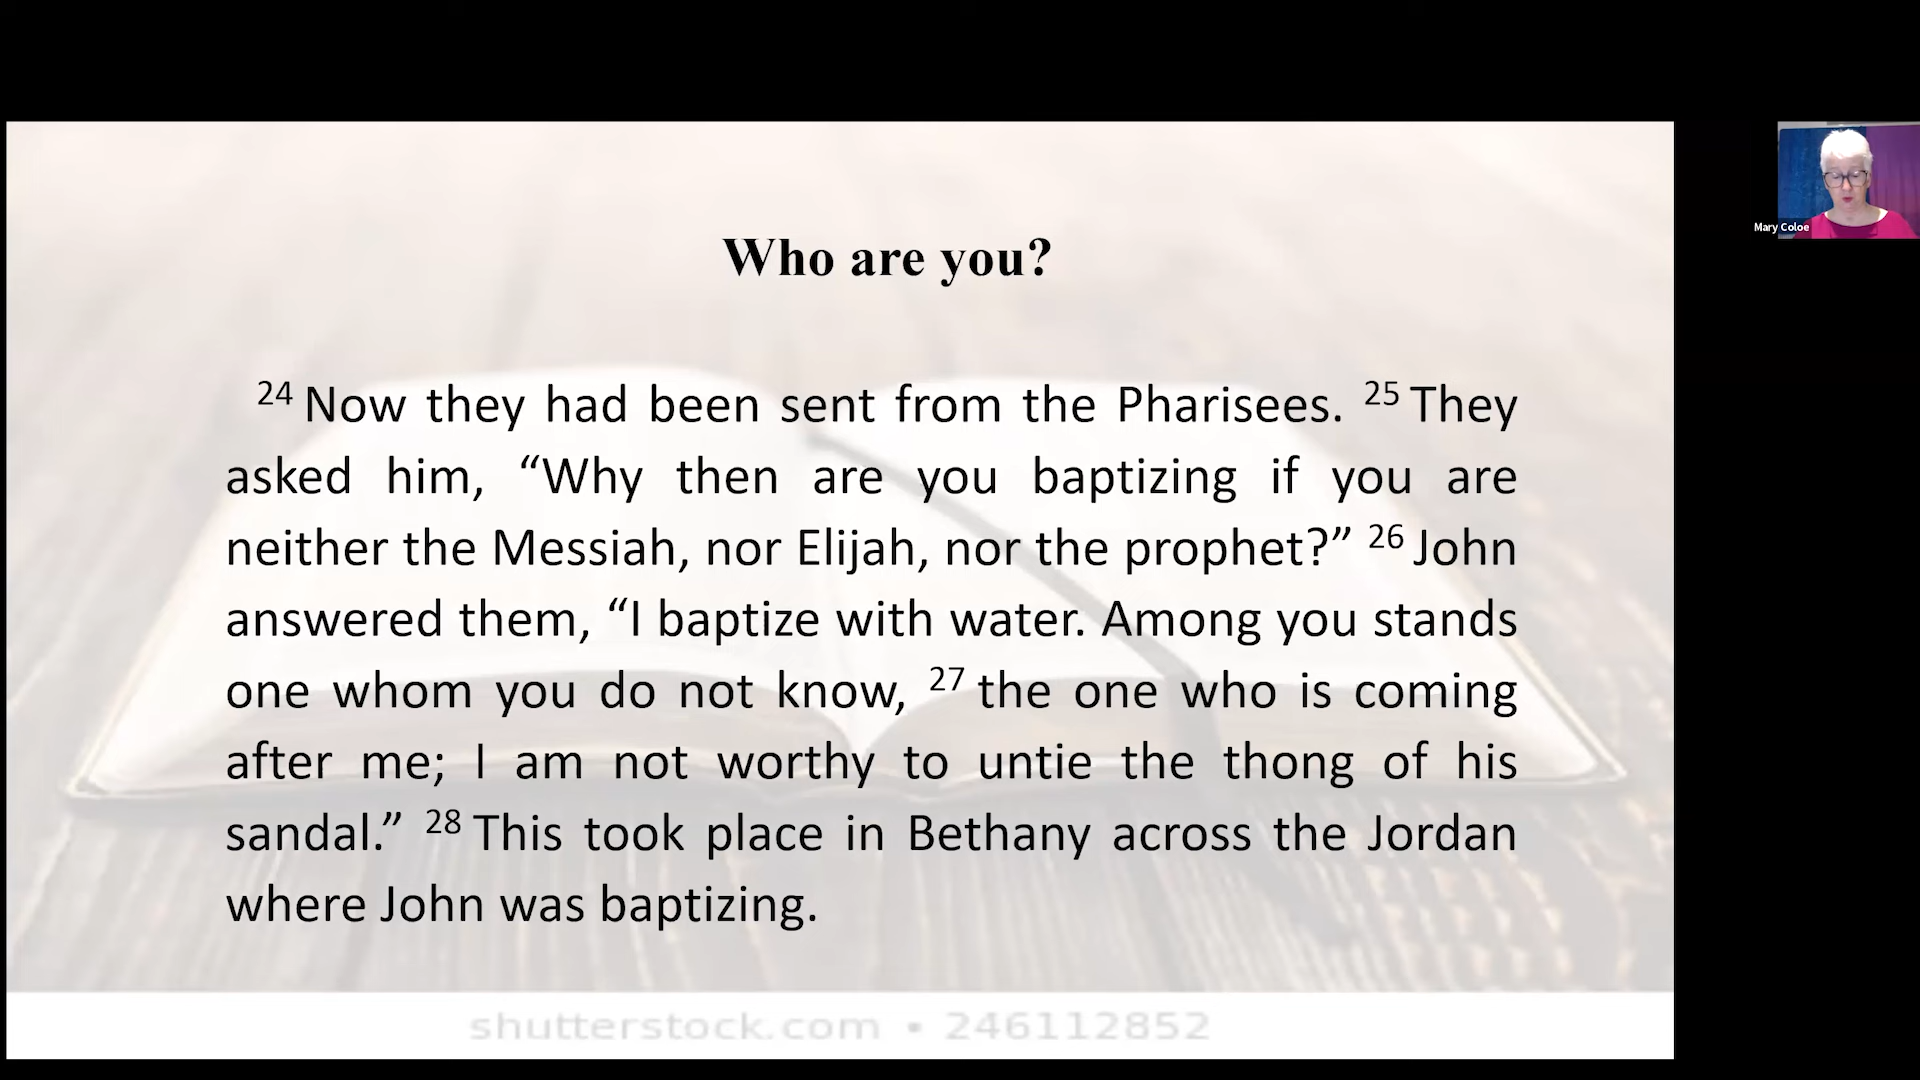 Who are you?
24 Now they had been sent from the Pharisees. 25 They
asked him, “Why then are you baptizing if you are
neither the Messiah, nor Elijah, nor the prophet?” 26 John
answered them, “I baptize with water. Among you stands
one whom you do not know, 27 the one who is coming
after me; I am not worthy to untie the thong of his
sandal.” 28 This took place in Bethany across the Jordan
where John was baptizing.
shutterstock.com • 246112852
Mary Coloe